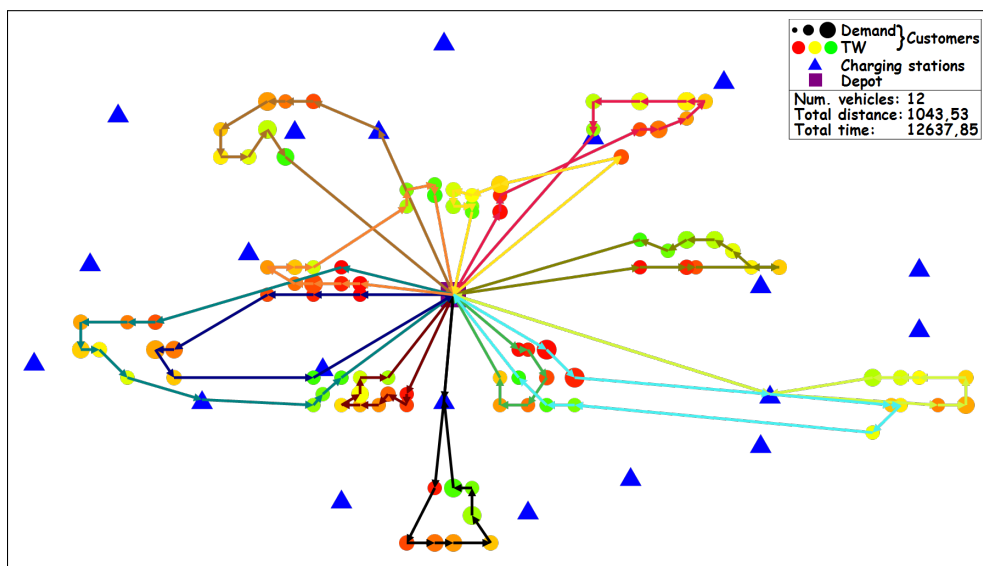 Demand
TW
Customers
Charging stations
Depot
Num. vehicles: 12
Total distance: 1043,53
Total time: 12637,85